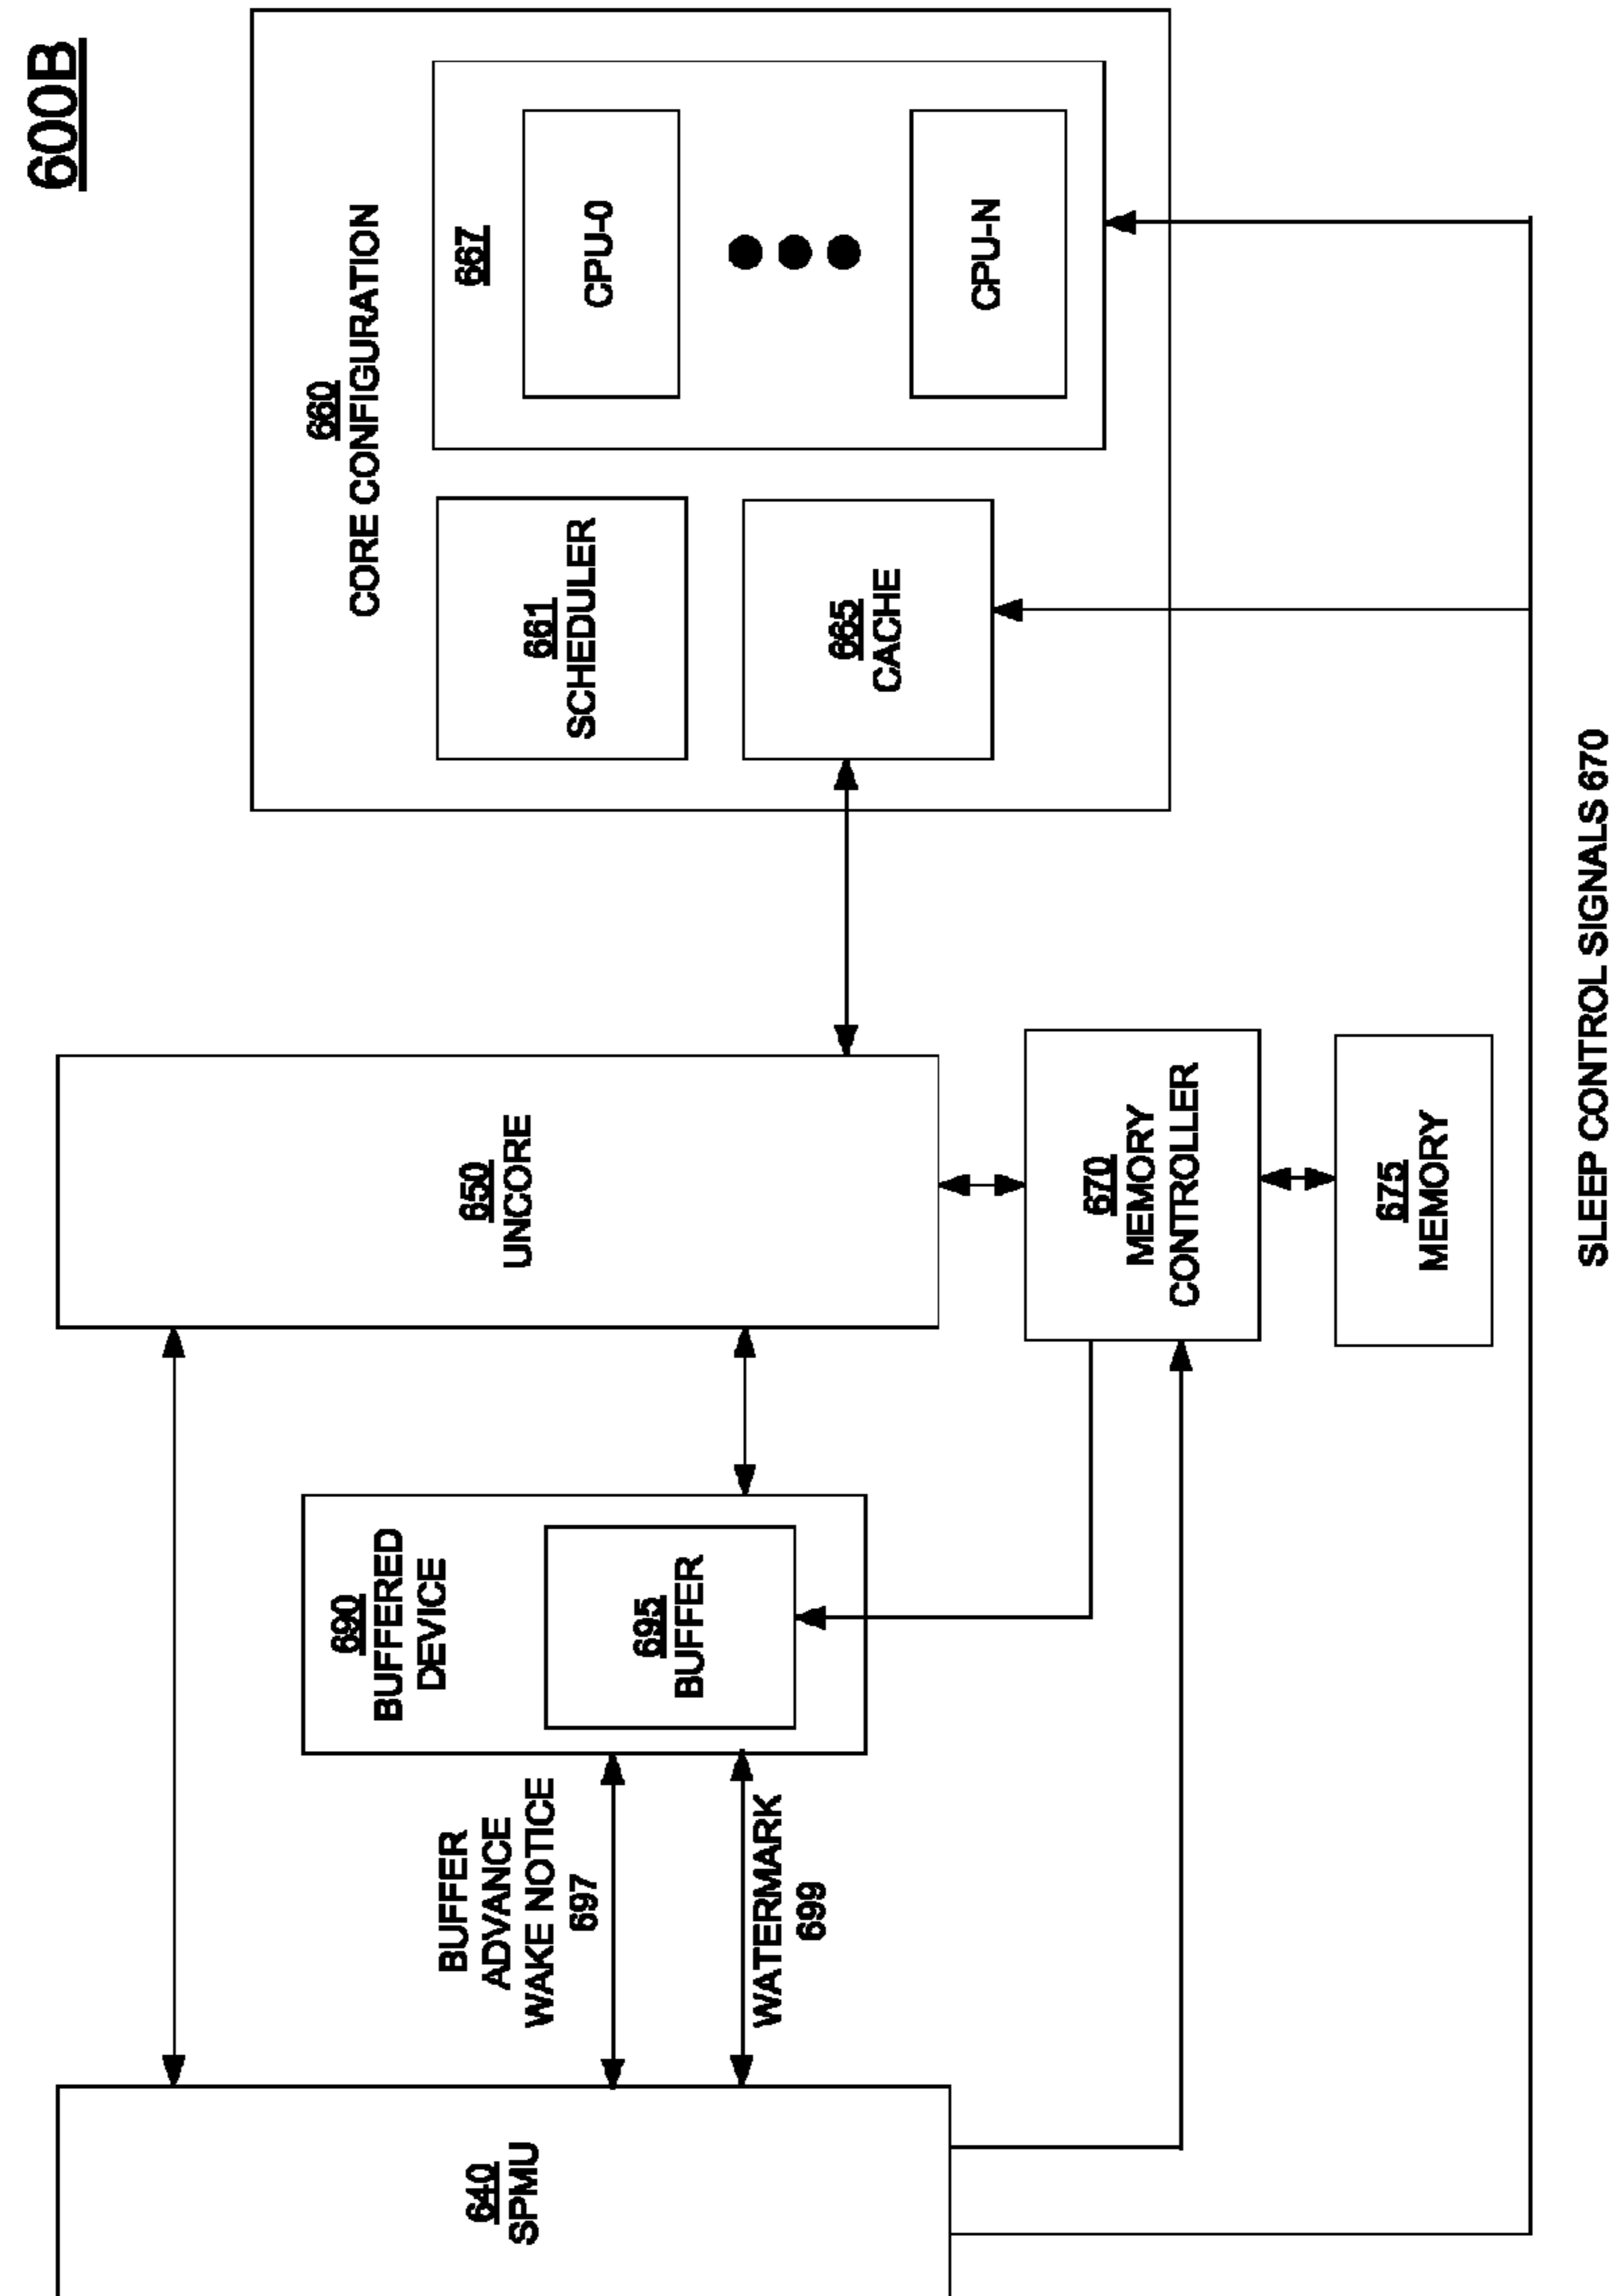 600B
640
SPMU
BUFFER
ADVANCE
WAKE NOTICE
697
WATERMARK
699
690
BUFFERED
DEVICE
695
BUFFER
650
UNCORE
670
MEMORY
CONTROLLER
675
MEMORY
660
CORE CONFIGURATION
661
SCHEDULER
665
CACHE
667
CPU-0
CPU-N
SLEEP CONTROL SIGNALS 670